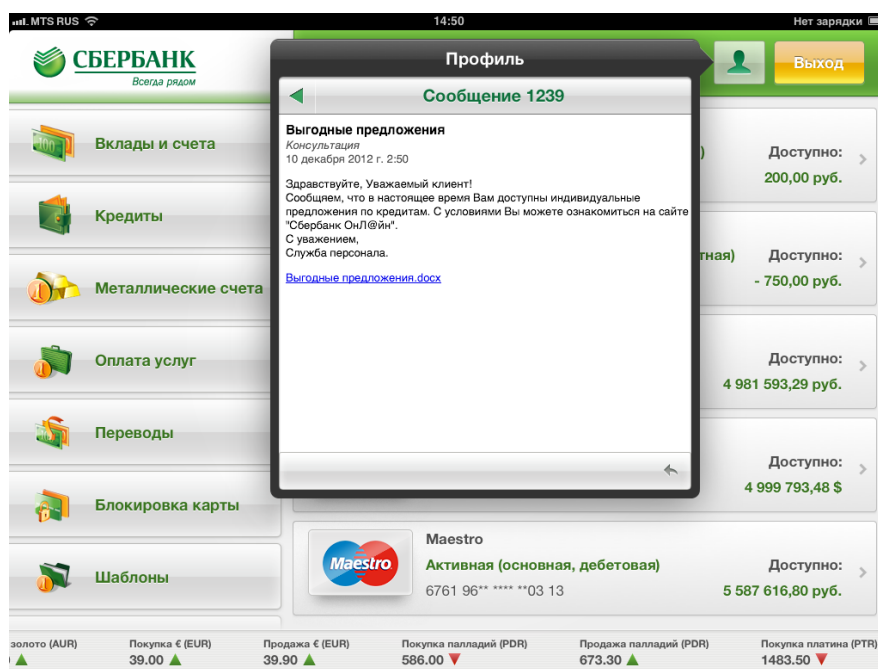 MTS RUS
14:50
Нет зарядки
СБЕРБАНК
Всегда рядом
Профиль
Выход
Сообщение 1239
Выгодные предложения
Консультация
10 декабря 2012 г. 2:50
Здравствуйте, Уважаемый клиент!
Сообщяем, что в настоящее время Вам доступны индивидуальные
предложения по кредитам. С условиями Вы можете ознакомиться на сайте
"Сбербанк ОнЛ@йн".
С уважением,
Служба персонала.
Выгодные предложения.docx
Вклады и счета
Кредиты
Металлические счета
Оплата услуг
Переводы
Блокировка карты
Шаблоны
)
Доступно:
200,00 руб.
тная)
Доступно:
- 750,00 руб.
Доступно:
4 981 593,29 руб.
Доступно:
4 999 793,48 $
Maestro
Maestro
Активная (основная, дебетовая)
6761 96** **** **03 13
Доступно:
5 587 616,80 руб.
золото (AUR)
Покупка € (EUR)
39.00
Продажа € (EUR)
39.90
Покупка палладий (PDR)
586.00
Продажа палладий (PDR)
673.30
Покупка платина (PTR)
1483.50